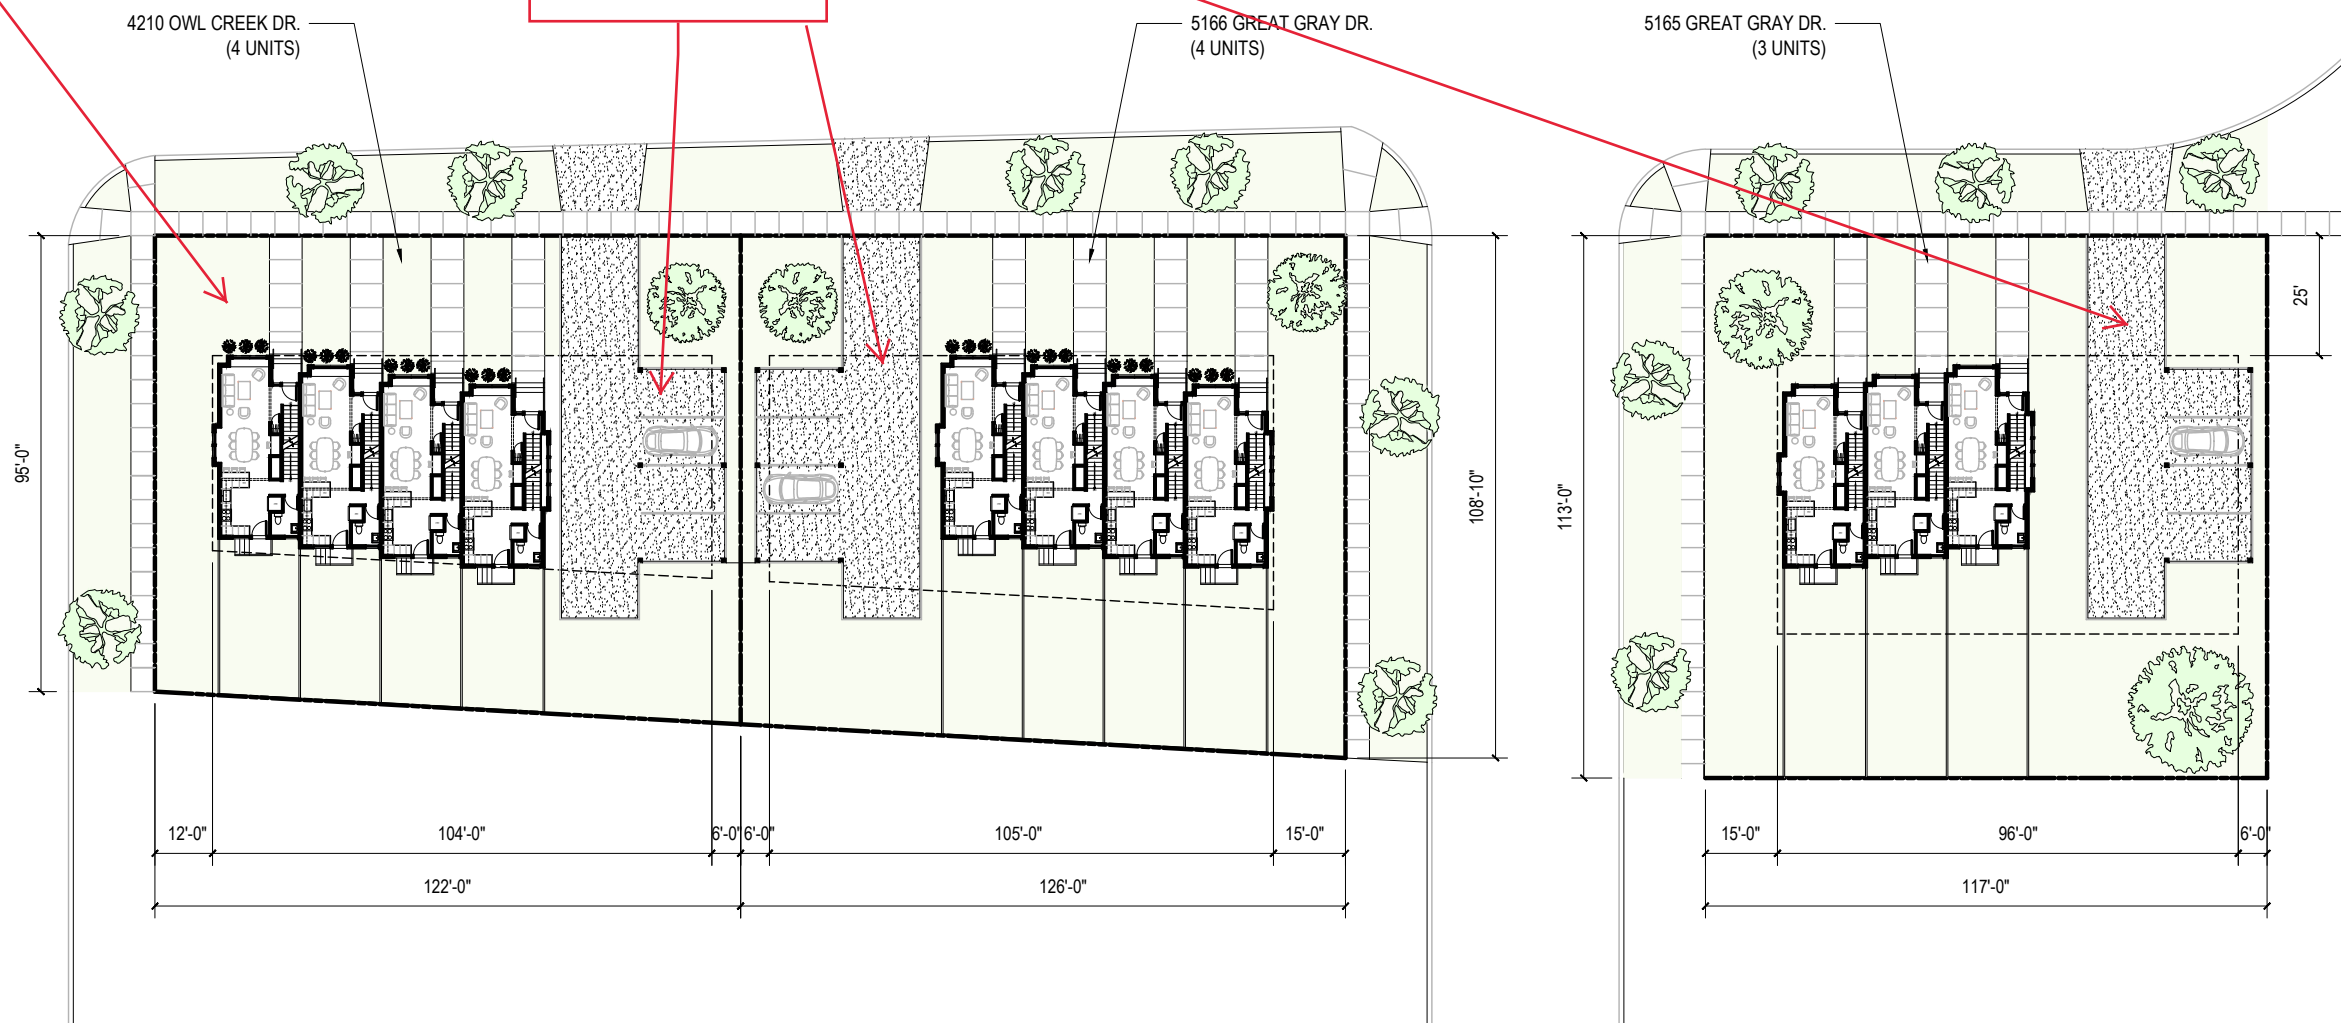 4210 OWL CREEK DR.
(4 UNITS)
5166 GREAT GRAY DR.
(4 UNITS)
5165 GREAT GRAY DR.
(3 UNITS)
95'-0"
108'-10"
113'-0"
25'
12'-0"
104'-0"
6'-0"
6'-0"
105'-0"
15'-0"
15'-0"
96'-0"
6'-0"
122'-0"
126'-0"
117'-0"